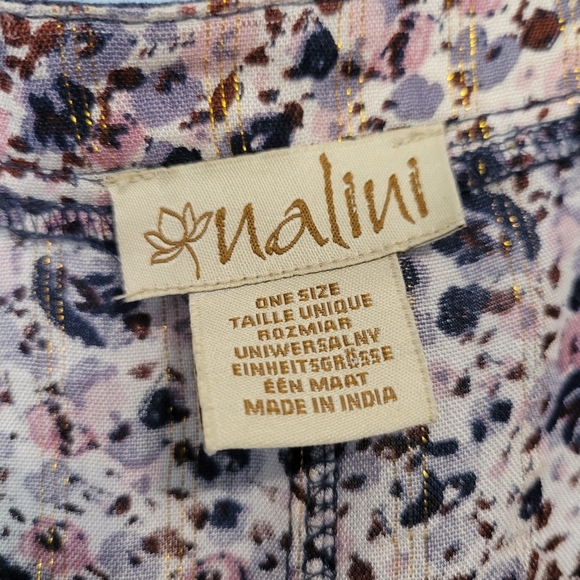 nalini
ONE SIZE
TAILLE UNIQUE
ROZMIAR
UNIWERSALNY
EINHEITSGRÖSSE
ÉÉN MAAT
MADE IN INDIA